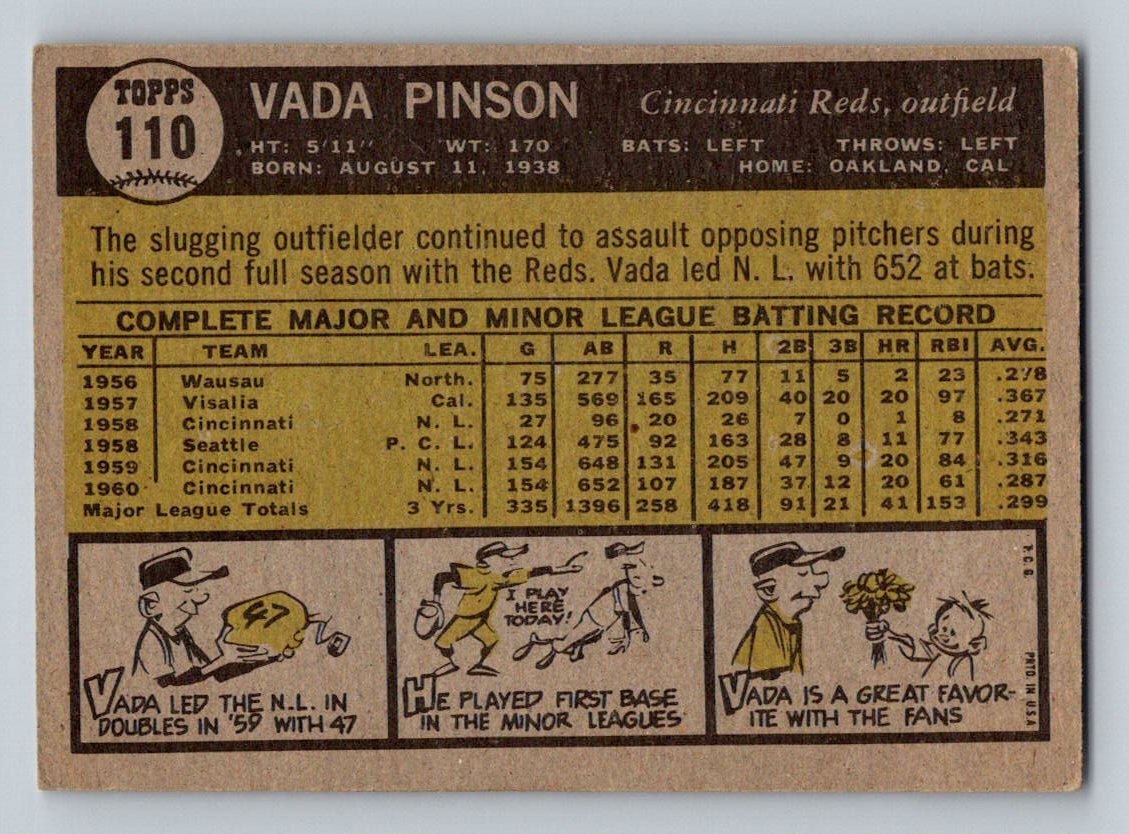 TOPPS
110
VADA PINSON
Cincinnati Reds, outfield
HT: 5'11" WT: 170 BATS: LEFT THROWS: LEFT
BORN: AUGUST 11, 1938 HOME: OAKLAND, CAL
The slugging outfielder continued to assault opposing pitchers during
his second full season with the Reds. Vada led N. L. with 652 at bats.
COMPLETE MAJOR AND MINOR LEAGUE BATTING RECORD
YEAR TEAM LEA. G AB R H 2B 3B HR RBI AVG.
1956 Wausau North. 75 277 35 77 11 5 2 23 .278
1957 Visalia Cal. 135 569 165 209 40 20 20 97 .367
1958 Cincinnati N. L. 27 96 20 26 7 0 1 8 .271
1958 Seattle P. C. L. 124 475 92 163 28 8 11 77 .343
1959 Cincinnati N. L. 154 648 131 205 47 9 20 84 .316
1960 Cincinnati N. L. 154 652 107 187 37 12 20 61 .287
Major League Totals 3 Yrs. 335 1396 258 418 91 21 41 153 .299
47
VADA LED THE N.L. IN
DOUBLES IN '59 WITH 47
I PLAY
HERE
TODAY!
HE PLAYED FIRST BASE
IN THE MINOR LEAGUES
VADA IS A GREAT FAVOR-
ITE WITH THE FANS
T.C.G.
PRTD. IN U.S.A.